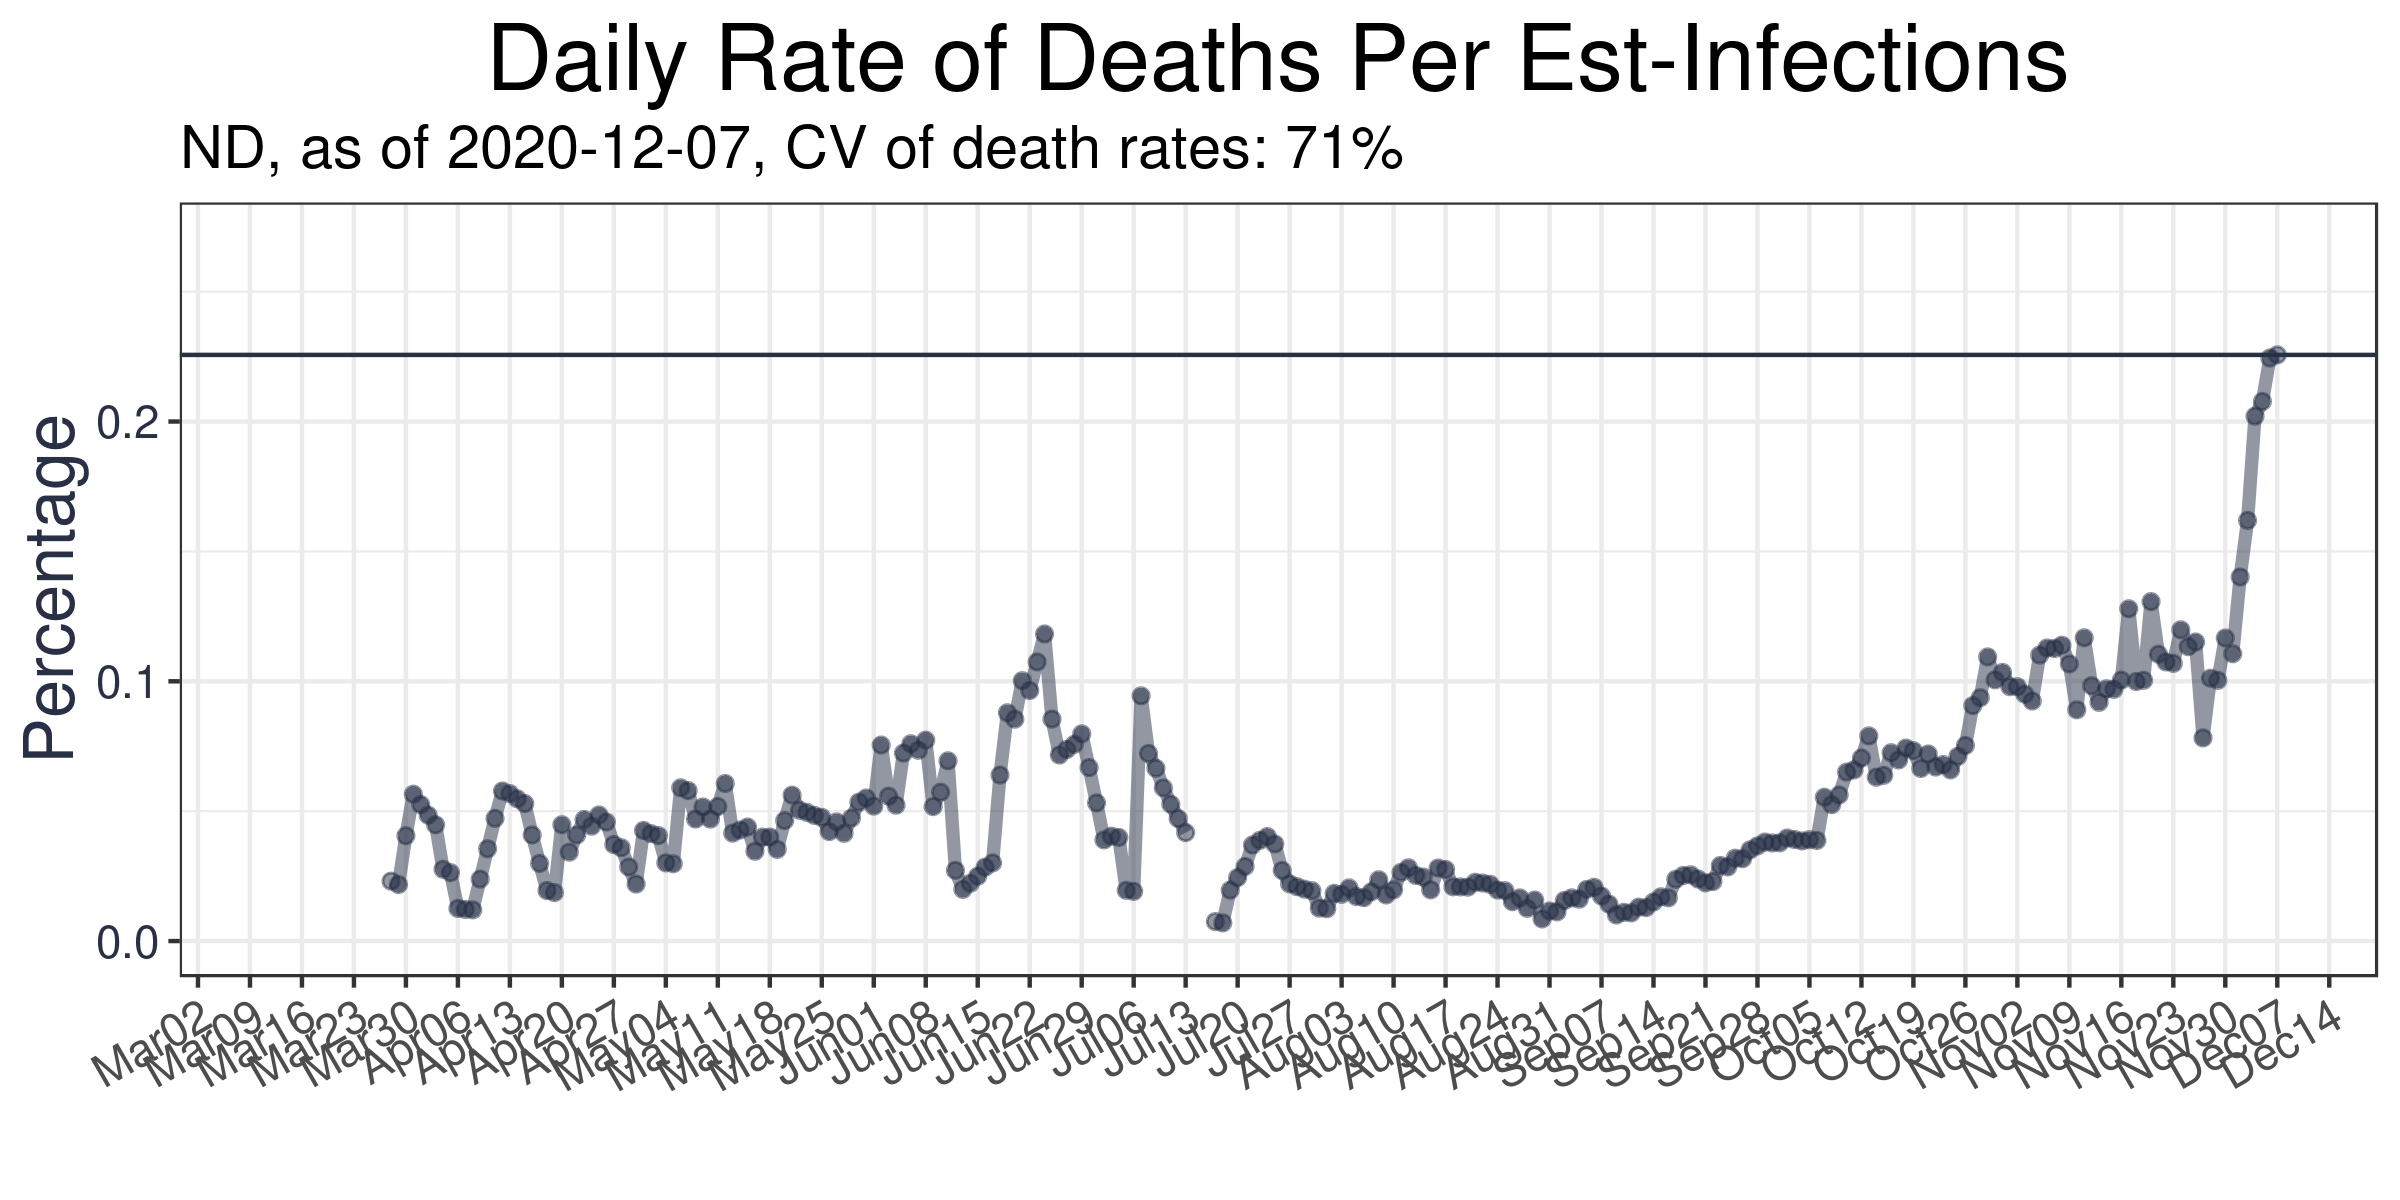 Daily Rate of Deaths Per Est-Infections
ND, as of 2020-12-07, CV of death rates: 71%
Percentage
0.2
0.1
0.0
Mar02
Mar09
Mar16
Mar23
Mar30
Apr06
Apr13
Apr20
Apr27
May04
May11
May18
May25
Jun01
Jun08
Jun15
Jun22
Jun29
Jul06
Jul13
Jul20
Jul27
Aug03
Aug10
Aug17
Aug24
Aug31
Sep07
Sep14
Sep21
Sep28
Oct05
Oct12
Oct19
Oct26
Nov02
Nov09
Nov16
Nov23
Nov30
Dec07
Dec14